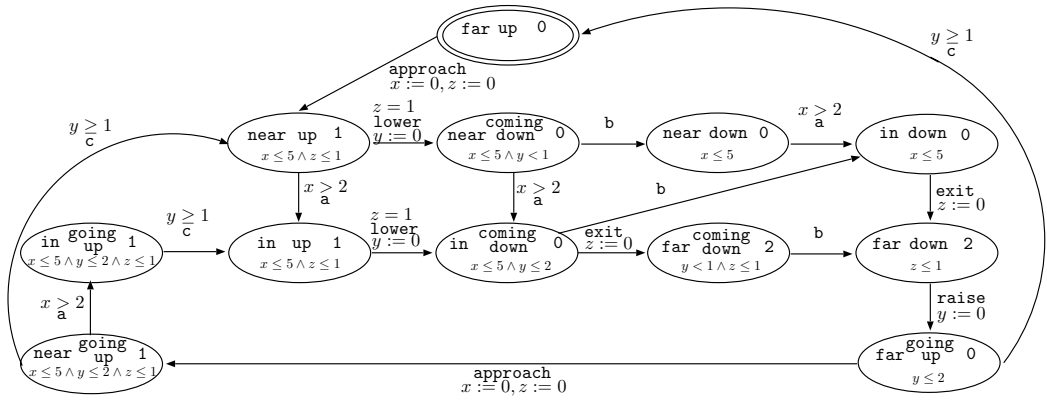 far up 0
y ≥ 1
c
approach
x := 0, z := 0
y ≥ 1
c
near up 1
x ≤ 5 ∧ z ≤ 1
z = 1
lower
y := 0
coming
near down 0
x ≤ 5 ∧ y < 1
b
near down 0
x ≤ 5
x > 2
a
in down 0
x ≤ 5
x > 2
a
x > 2
a
b
exit
z := 0
in going up 1
x ≤ 5 ∧ y ≤ 2 ∧ z ≤ 1
y ≥ 1
c
in up 1
x ≤ 5 ∧ z ≤ 1
z = 1
lower
y := 0
in coming down 0
x ≤ 5 ∧ y ≤ 2
exit
z := 0
far coming down 2
y < 1 ∧ z ≤ 1
b
far down 2
z ≤ 1
x > 2
a
raise
y := 0
near going up 1
x ≤ 5 ∧ y ≤ 2 ∧ z ≤ 1
approach
x := 0, z := 0
far going up 0
y ≤ 2